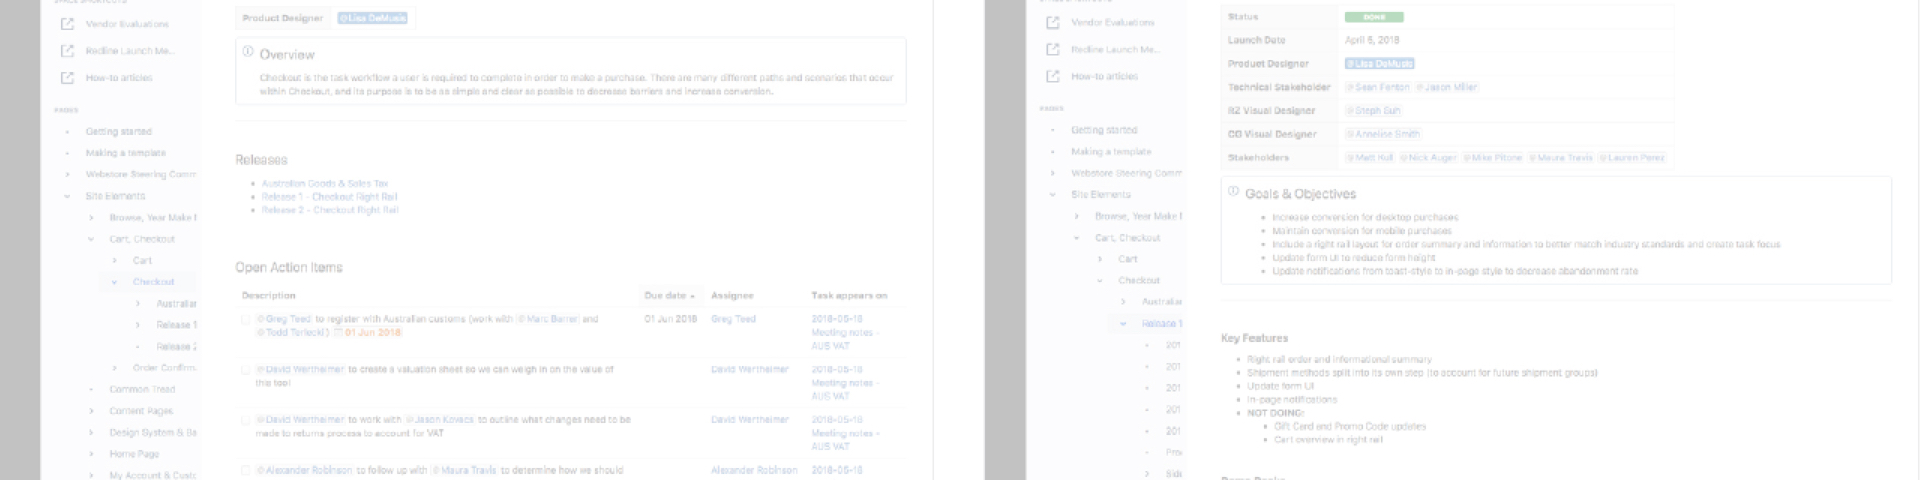 Vendor Evaluations
Redline Launch Me...
How-to articles
PAGES
Getting started
Making a template
Webstore Steering Comm
Site Elements
Browse, Year Make
Cart, Checkout
Cart
Checkout
Australian
Release 1
Release 2
Order Confirm.
Common Tread
Content Pages
Design System & Ba
Home Page
My Account & Custo
Product Designer @Lisa DeMusis
Overview
Checkout is the task workflow a user is required to complete in order to make a purchase. There are many different paths and scenarios that occur
within Checkout, and its purpose is to be as simple and clear as possible to decrease barriers and increase conversion.
Releases
Australian Goods & Sales Tax
Release 1 - Checkout Right Rail
Release 2 - Checkout Right Rail
Open Action Items
Description Due date Assignee Task appears on
@Greg Teed to register with Australian customs (work with @Marc Barrer and
@Todd Terlecki) 01 Jun 2018
01 Jun 2018 Greg Teed
2018-05-18
Meeting notes -
AUS VAT
@David Wertheimer to create a valuation sheet so we can weigh in on the value of
this tool
David Wertheimer
2018-05-18
Meeting notes -
AUS VAT
@David Wertheimer to work with @Jason Kovacs to outline what changes need to be
made to returns process to account for VAT
David Wertheimer
2018-05-18
Meeting notes -
AUS VAT
@Alexander Robinson to follow up with @Maura Travis to determine how we should
Alexander Robinson
2018-05-18
Vendor Evaluations
Redline Launch Me...
How-to articles
PAGES
Getting started
Making a template
Webstore Steering Comm
Site Elements
Browse, Year Make
Cart, Checkout
Cart
Checkout
Australian
Release 1
201
201
201
201
201
Pro
Side
Status DONE
Launch Date April 6, 2018
Product Designer @Lisa DeMusis
Technical Stakeholder @Sean Fenton @Jason Miller
RZ Visual Designer @Steph Suh
CG Visual Designer @Annelise Smith
Stakeholders @Matt Kull @Nick Auger @Mike Pitone @Maura Travis @Lauren Perez
Goals & Objectives
Increase conversion for desktop purchases
Maintain conversion for mobile purchases
Include a right rail layout for order summary and information to better match industry standards and create task focus
Update form UI to reduce form height
Update notifications from toast-style to in-page style to decrease abandonment rate
Key Features
Right rail order and informational summary
Shipment methods split into its own step (to account for future shipment groups)
Update form UI
In-page notifications
NOT DOING:
Gift Card and Promo Code updates
Cart overview in right rail